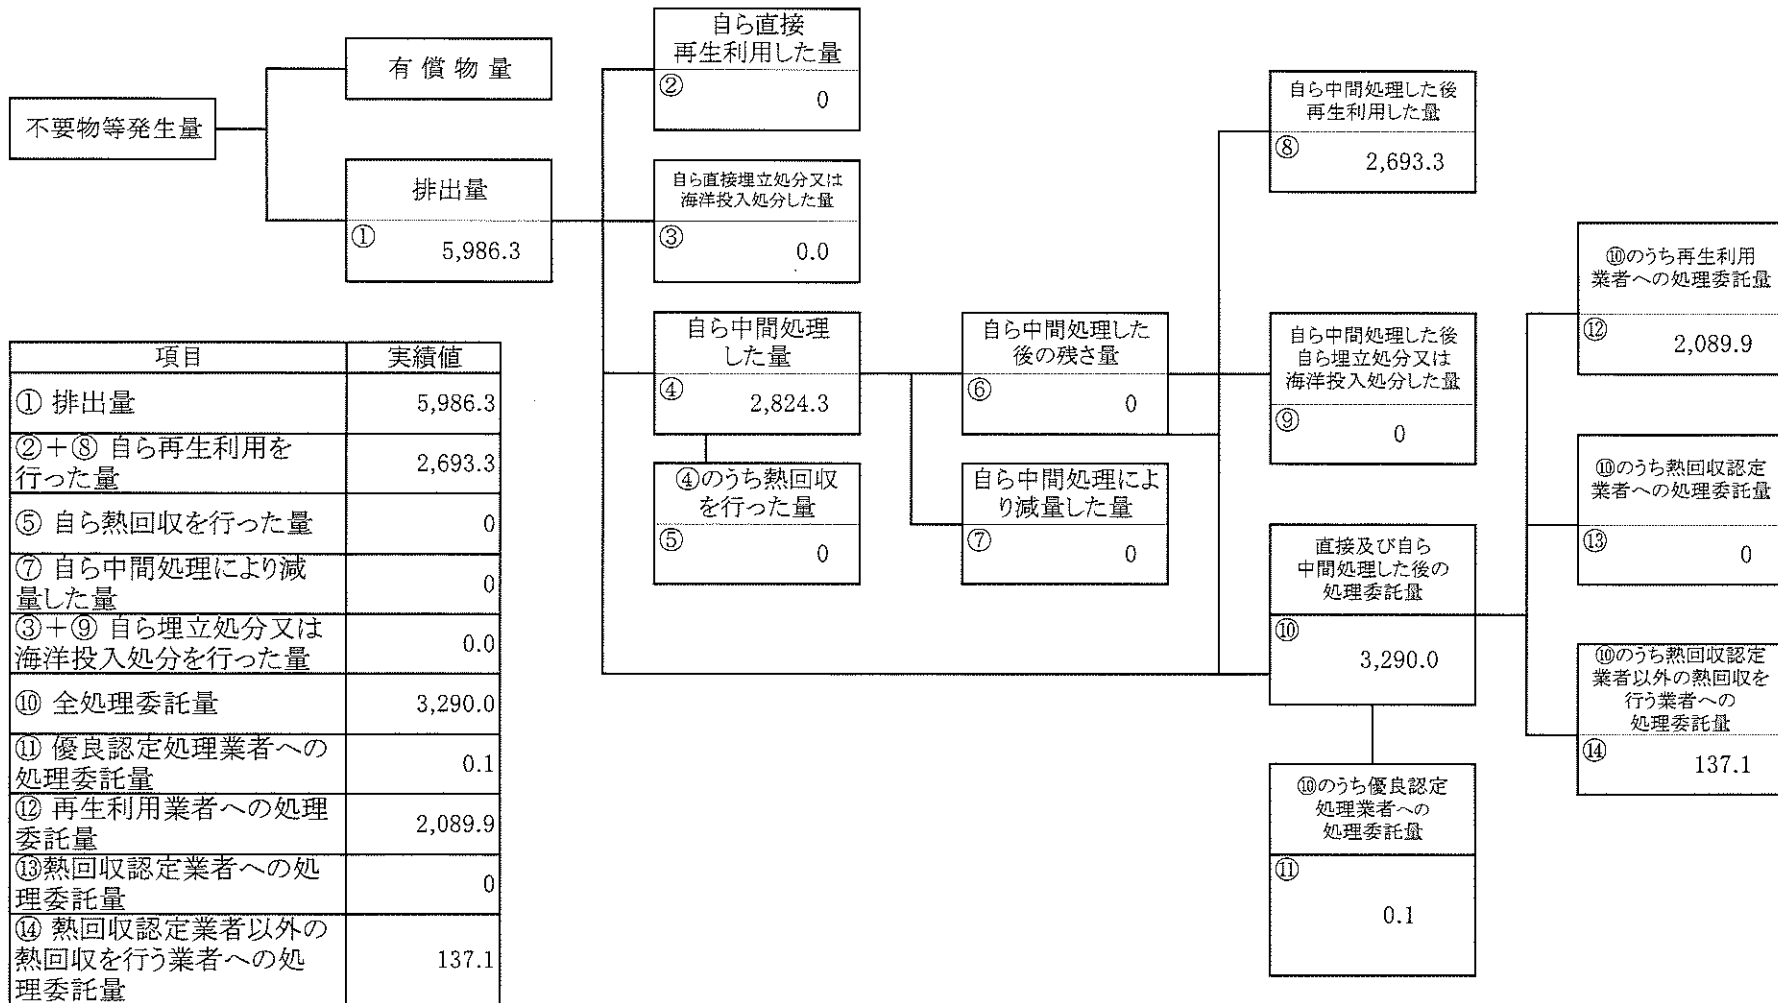 不要物等発生量
有償物量
排出量
①
5,986.3
自ら直接
再生利用した量
②
0
自ら直接埋立処分又は
海洋投入処分した量
③
0.0
自ら中間処理
した量
④
2,824.3
④のうち熱回収
を行った量
⑤
0
自ら中間処理した
後の残さ量
⑥
0
自ら中間処理によ
り減量した量
⑦
0
自ら中間処理した後
再生利用した量
⑧
2,693.3
自ら中間処理した後
自ら埋立処分又は
海洋投入処分した量
⑨
0
直接及び自ら
中間処理した後の
処理委託量
⑩
3,290.0
⑩のうち優良認定
処理業者への
処理委託量
⑪
0.1
⑩のうち再生利用
業者への処理委託量
⑫
2,089.9
⑩のうち熱回収認定
業者への処理委託量
⑬
0
⑩のうち熱回収認定
業者以外の熱回収を
行う業者への
処理委託量
⑭
137.1
項目 実績値
① 排出量 5,986.3
②＋⑧ 自ら再生利用を
行った量 2,693.3
⑤ 自ら熱回収を行った量 0
⑦ 自ら中間処理により減
量した量 0
③＋⑨ 自ら埋立処分又は
海洋投入処分を行った量 0.0
⑩ 全処理委託量 3,290.0
⑪ 優良認定処理業者への
処理委託量 0.1
⑫ 再生利用業者への処理
委託量 2,089.9
⑬熱回収認定業者への処
理委託量 0
⑭ 熱回収認定業者以外の
熱回収を行う業者への処
理委託量 137.1